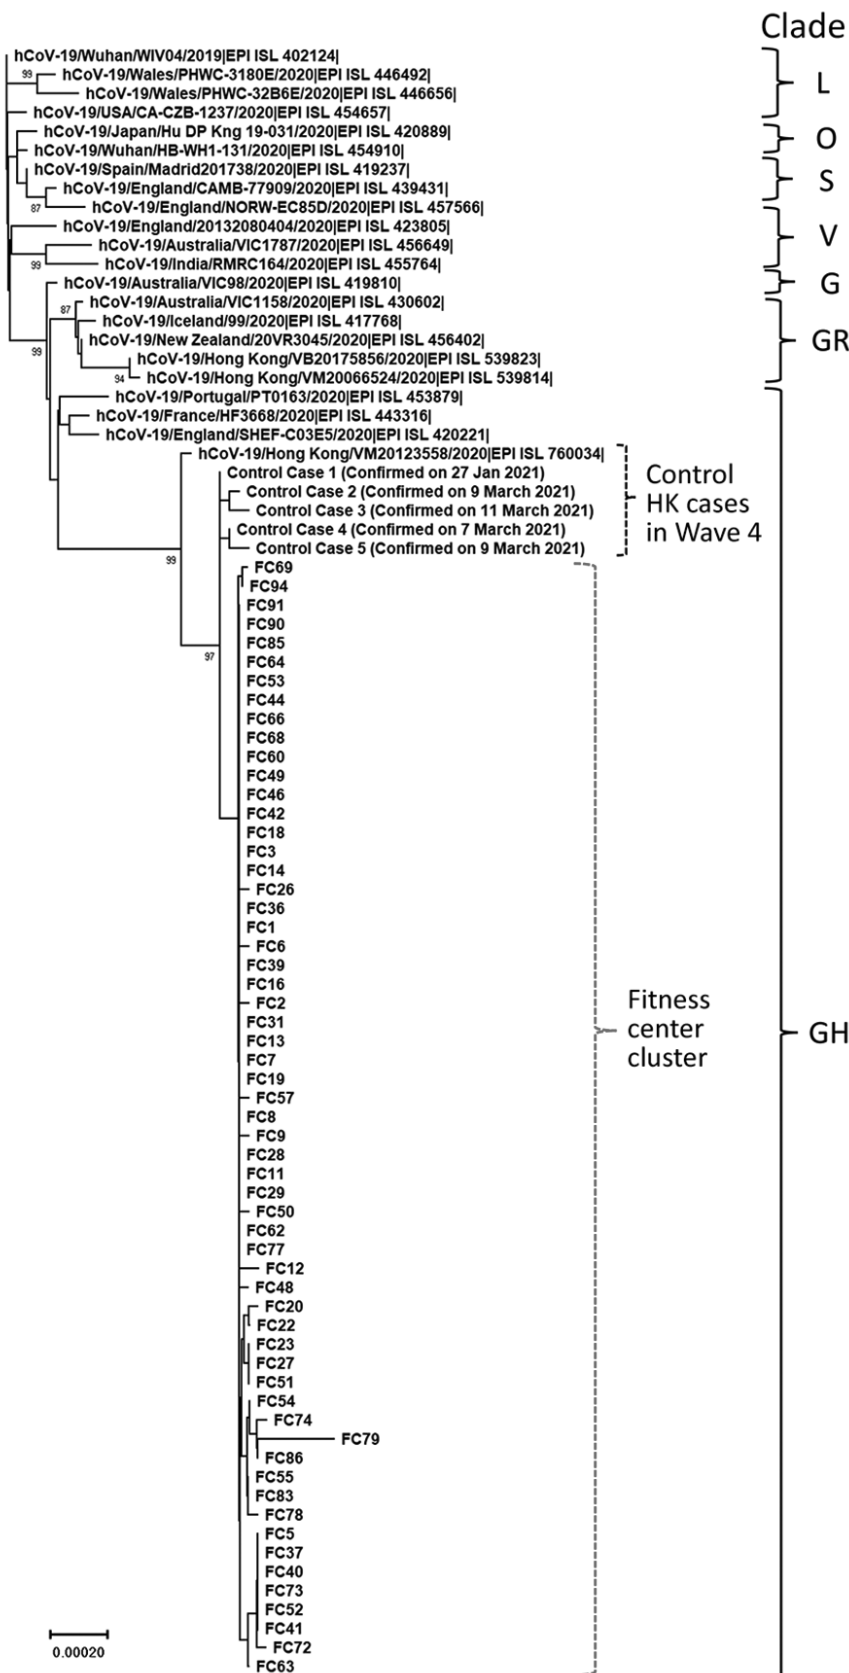 Clade
hCoV-19/Wuhan/WIV04/2019|EPI ISL 402124|
99
hCoV-19/Wales/PHWC-3180E/2020|EPI ISL 446492|
hCoV-19/Wales/PHWC-32B6E/2020|EPI ISL 446656|
L
hCoV-19/USA/CA-CZB-1237/2020|EPI ISL 454657|
hCoV-19/Japan/Hu DP Kng 19-031/2020|EPI ISL 420889|
O
hCoV-19/Wuhan/HB-WH1-131/2020|EPI ISL 454910|
hCoV-19/Spain/Madrid201738/2020|EPI ISL 419237|
S
hCoV-19/England/CAMB-77909/2020|EPI ISL 439431|
87
hCoV-19/England/NORW-EC85D/2020|EPI ISL 457566|
hCoV-19/England/20132080404/2020|EPI ISL 423805|
V
hCoV-19/Australia/VIC1787/2020|EPI ISL 456649|
99
hCoV-19/India/RMRC164/2020|EPI ISL 455764|
hCoV-19/Australia/VIC98/2020|EPI ISL 419810|
G
87
hCoV-19/Australia/VIC1158/2020|EPI ISL 430602|
hCoV-19/Iceland/99/2020|EPI ISL 417768|
99
hCoV-19/New Zealand/20VR3045/2020|EPI ISL 456402|
GR
hCoV-19/Hong Kong/VB20175856/2020|EPI ISL 539823|
94
hCoV-19/Hong Kong/VM20066524/2020|EPI ISL 539814|
hCoV-19/Portugal/PT0163/2020|EPI ISL 453879|
hCoV-19/France/HF3668/2020|EPI ISL 443316|
hCoV-19/England/SHEF-C03E5/2020|EPI ISL 420221|
hCoV-19/Hong Kong/VM20123558/2020|EPI ISL 760034|
Control Case 1 (Confirmed on 27 Jan 2021)
Control Case 2 (Confirmed on 9 March 2021)
Control Case 3 (Confirmed on 11 March 2021)
Control Case 4 (Confirmed on 7 March 2021)
Control Case 5 (Confirmed on 9 March 2021)
Control
HK cases
in Wave 4
99
FC69
FC94
FC91
FC90
FC85
97
FC64
FC53
FC44
FC66
FC68
FC60
FC49
FC46
FC42
FC18
FC3
FC14
FC26
FC36
FC1
FC6
FC39
FC16
FC2
FC31
FC13
FC7
FC19
Fitness
center
cluster
GH
FC57
FC8
FC9
FC28
FC11
FC29
FC50
FC62
FC77
FC12
FC48
FC20
FC22
FC23
FC27
FC51
FC54
FC74
FC79
FC86
FC55
FC83
FC78
FC5
FC37
FC40
FC73
FC52
FC41
FC72
FC63
0.00020